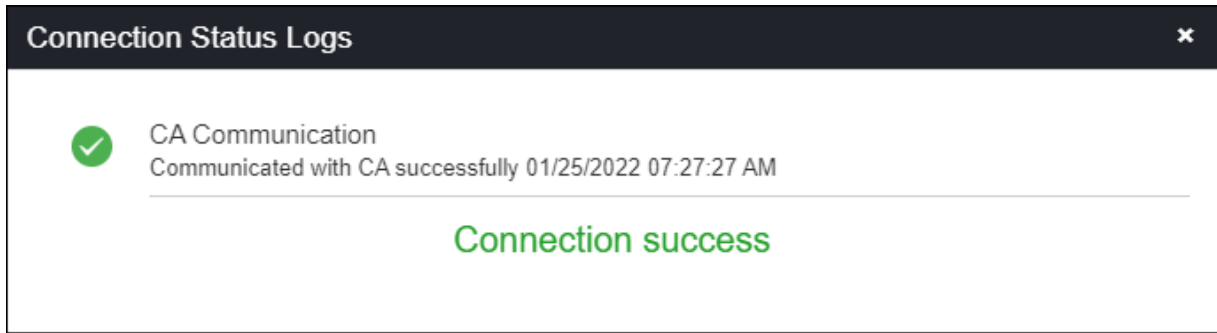 Connection Status Logs
CA Communication
Communicated with CA successfully 01/25/2022 07:27:27 AM
Connection success